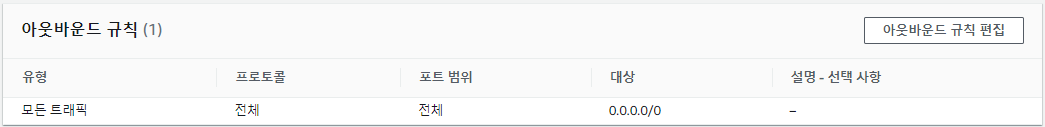 아웃바운드 규칙 (1)
아웃바운드 규칙 편집
유형 프로토콜 포트 범위 대상 설명 - 선택 사항
모든 트래픽 전체 전체 0.0.0.0/0 –